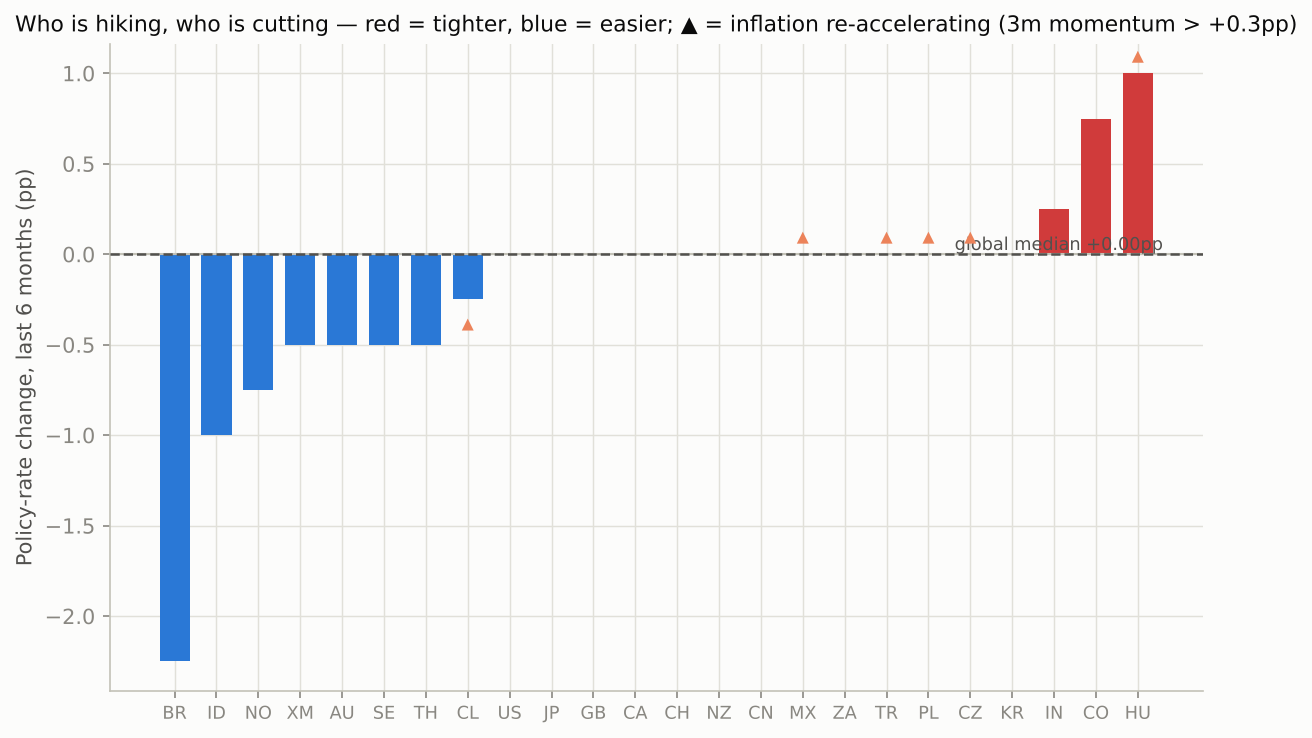 Who is hiking, who is cutting — red = tighter, blue = easier; ▲ = inflation re-accelerating (3m momentum > +0.3pp)
Policy-rate change, last 6 months (pp)
1.0
0.5
0.0
−0.5
−1.0
−1.5
−2.0
global median +0.00pp
BR ID NO XM AU SE TH CL US JP GB CA CH NZ CN MX ZA TR PL CZ KR IN CO HU